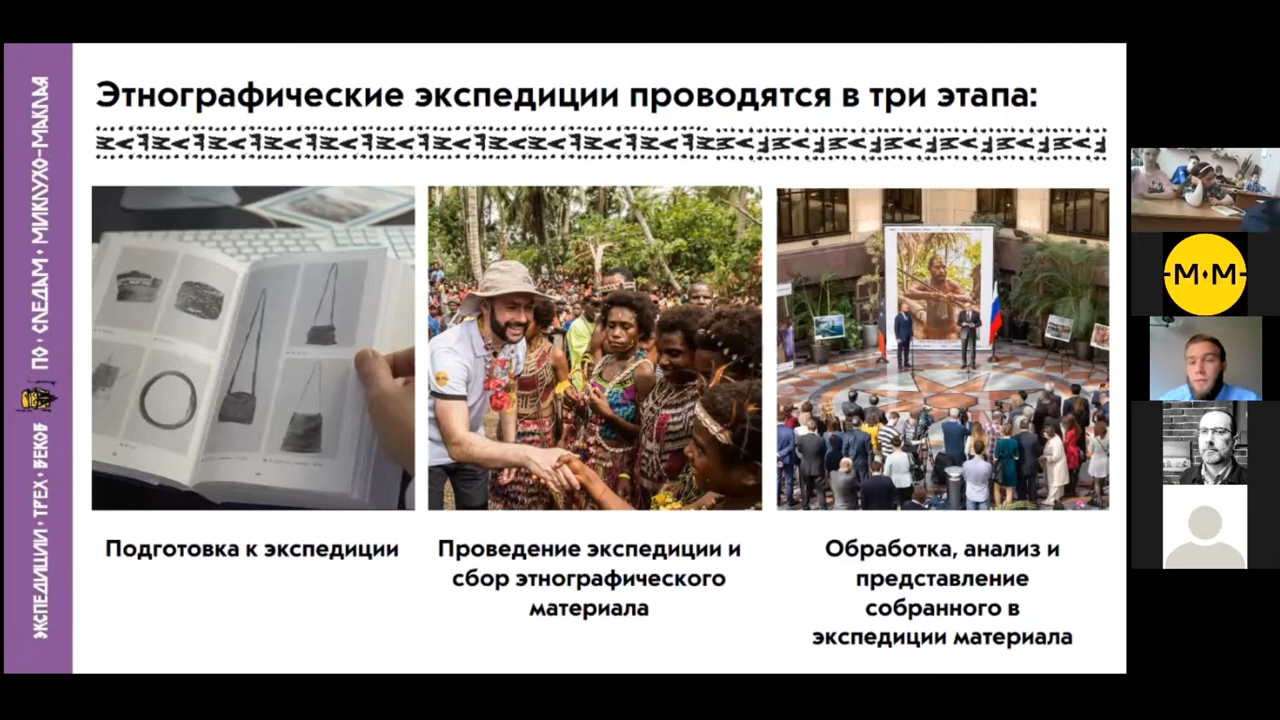 Этнографические экспедиции проводятся в три этапа:
ЭКСПЕДИЦИИ • ТРЕХ • ВЕКОВ
ПО • СЛЕДАМ • МИКЛУХО-МАКЛАЯ
Подготовка к экспедиции
Проведение экспедиции и
сбор этнографического
материала
Обработка, анализ и
представление
собранного в
экспедиции материала
-М•М-